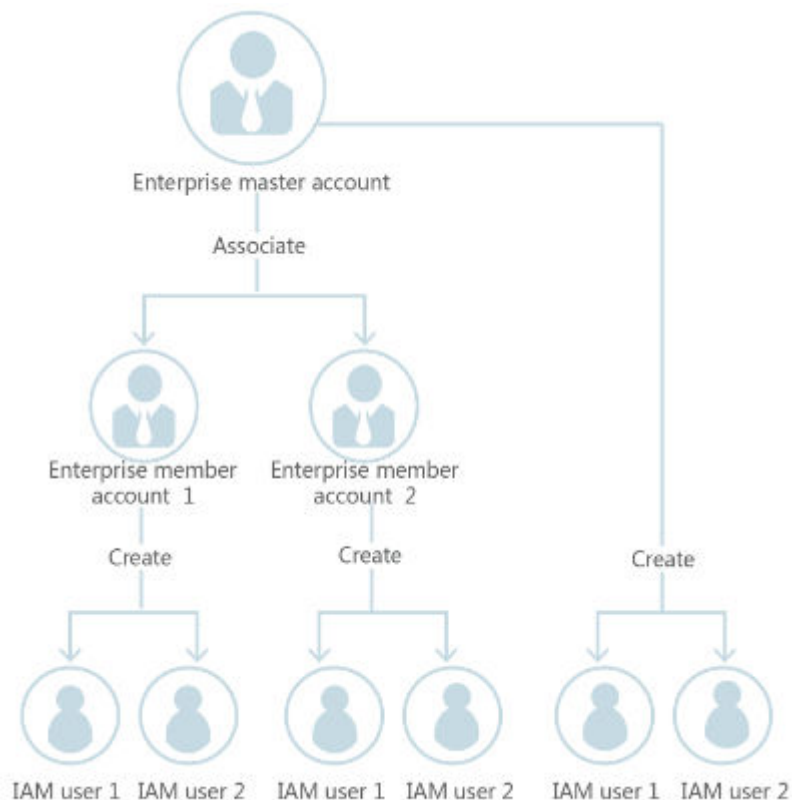 Enterprise master account
Associate
Enterprise member
account 1
Enterprise member
account 2
Create
Create
Create
IAM user 1
IAM user 2
IAM user 1
IAM user 2
IAM user 1
IAM user 2